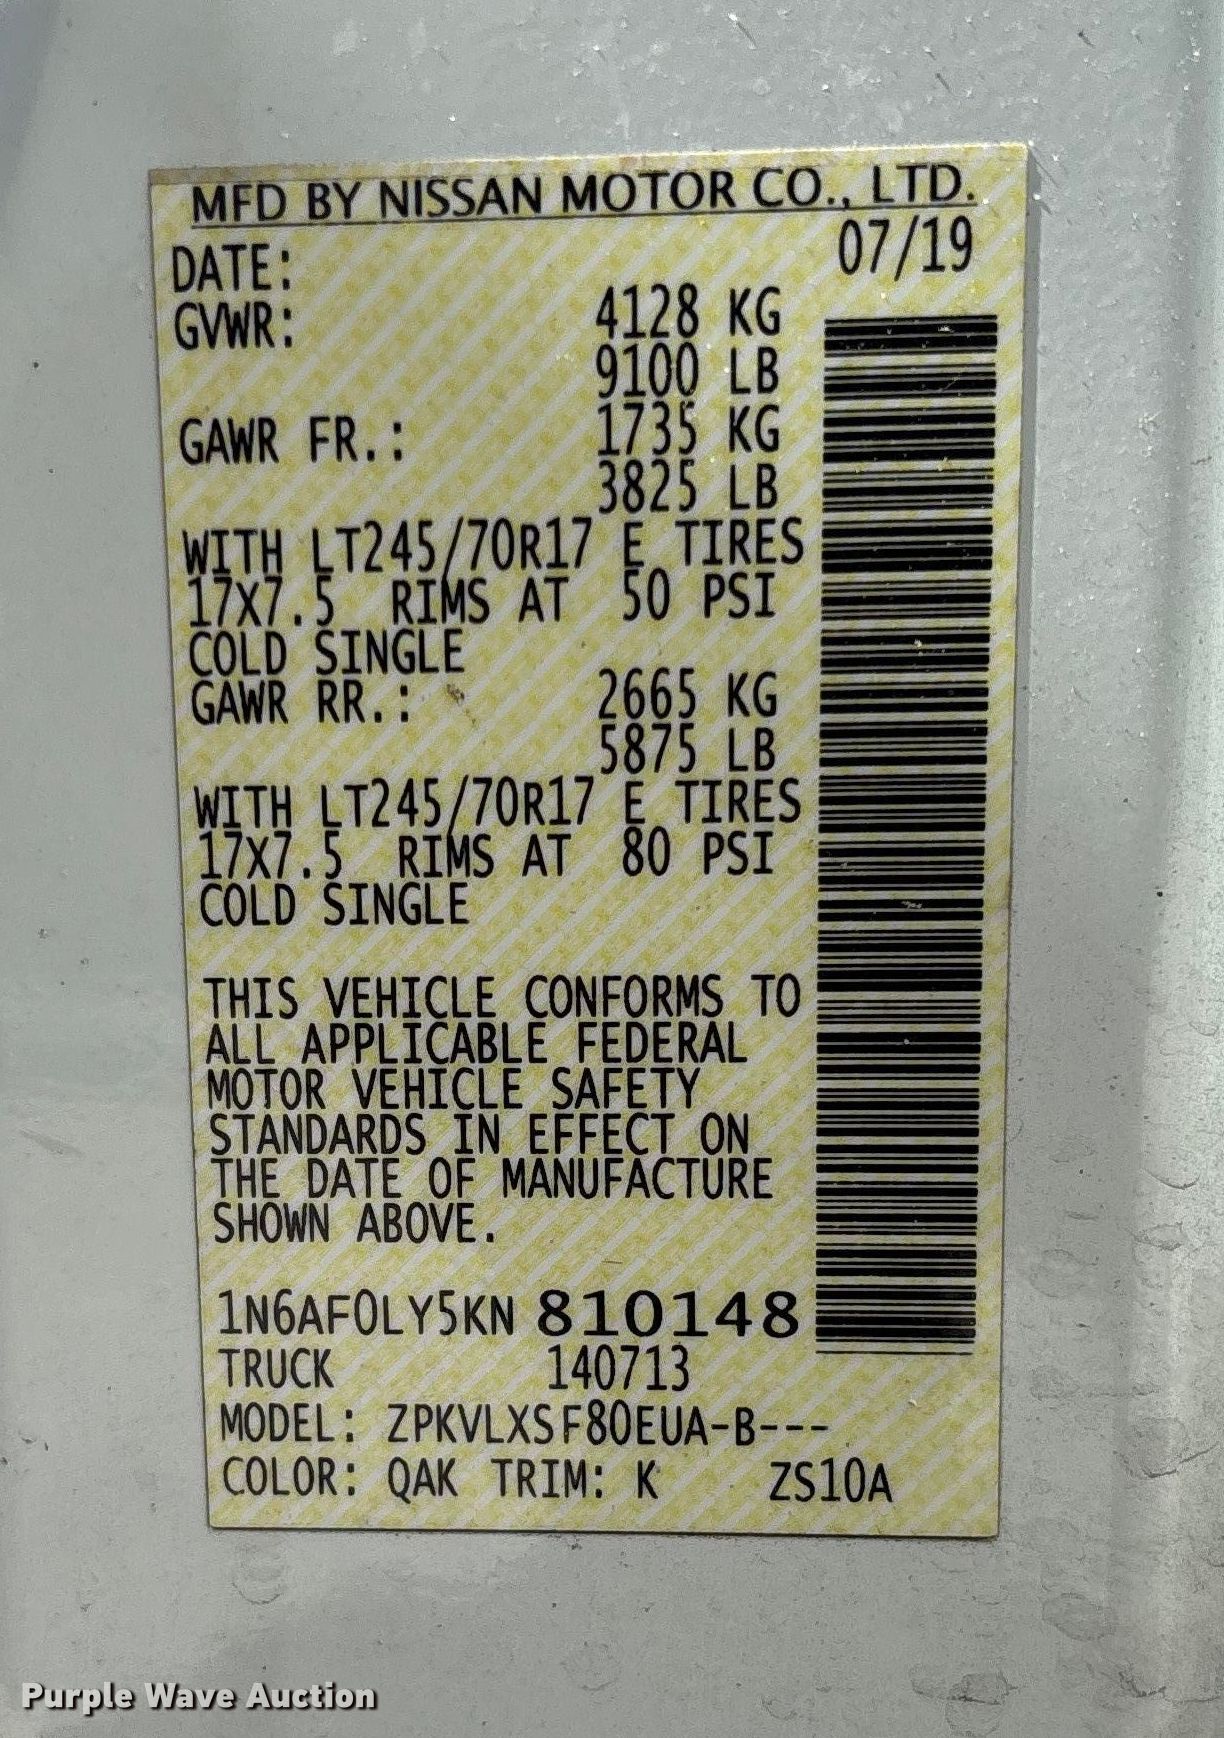 MFD BY NISSAN MOTOR CO., LTD.
DATE: 07/19
GVWR: 4128 KG
9100 LB
GAWR FR.: 1735 KG
3825 LB
WITH LT245/70R17 E TIRES
17X7.5 RIMS AT 50 PSI
COLD SINGLE
GAWR RR.: 2665 KG
5875 LB
WITH LT245/70R17 E TIRES
17X7.5 RIMS AT 80 PSI
COLD SINGLE
THIS VEHICLE CONFORMS TO
ALL APPLICABLE FEDERAL
MOTOR VEHICLE SAFETY
STANDARDS IN EFFECT ON
THE DATE OF MANUFACTURE
SHOWN ABOVE.
1N6AF0LY5KN 810148
TRUCK 140713
MODEL: ZPKVLXSF80EUA-B---
COLOR: QAK TRIM: K ZS10A
Purple Wave Auction